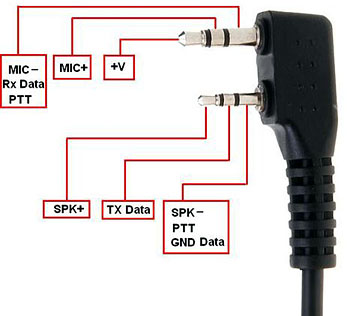 MIC−
Rx Data
PTT
MIC+
+V
SPK+
TX Data
SPK−
PTT
GND Data